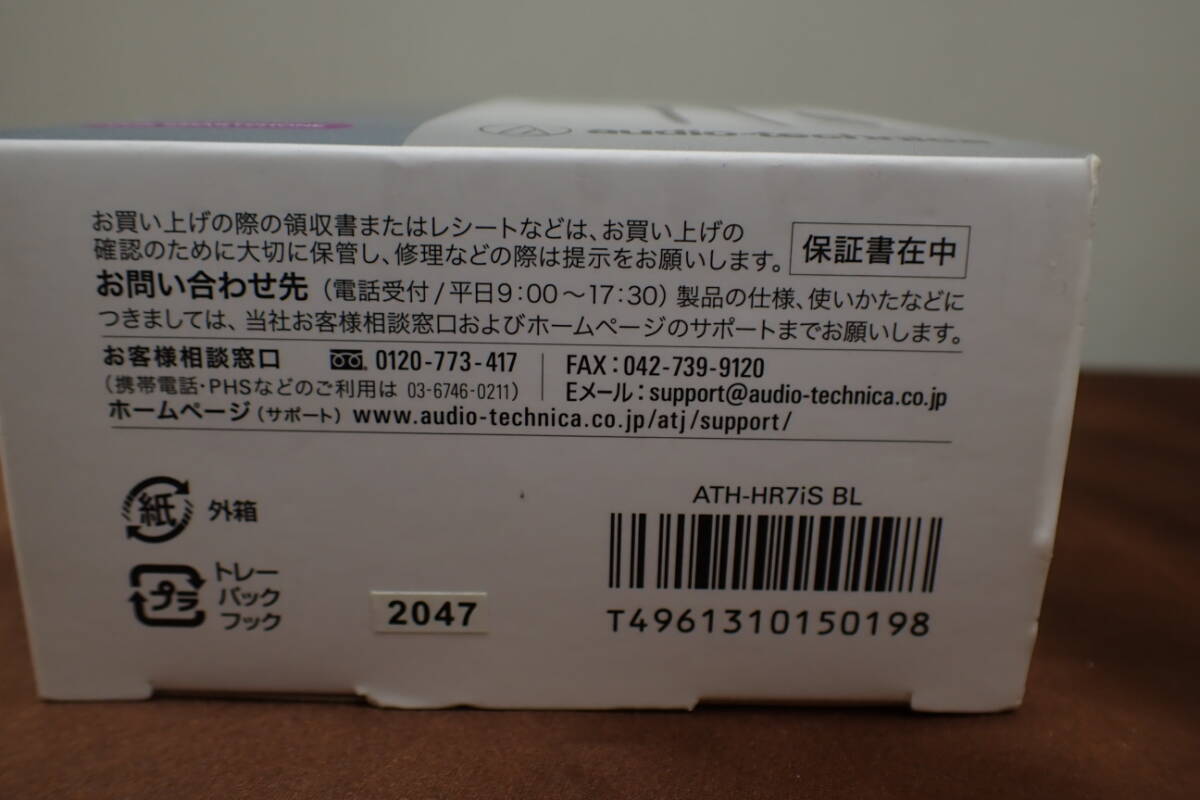 audio-technica
お買い上げの際の領収書またはレシートなどは、お買い上げの
確認のために大切に保管し、修理などの際は提示をお願いします。
保証書在中
お問い合わせ先（電話受付/平日9:00～17:30）製品の仕様、使いかたなどに
つきましては、当社お客様相談窓口およびホームページのサポートまでお願いします。
お客様相談窓口 0120-773-417
（携帯電話・PHSなどのご利用は 03-6746-0211）
FAX：042-739-9120
Eメール：support@audio-technica.co.jp
ホームページ（サポート）www.audio-technica.co.jp/atj/support/
紙 外箱
プラ トレー
パック
フック
2047
ATH-HR7iS BL
T4961310150198